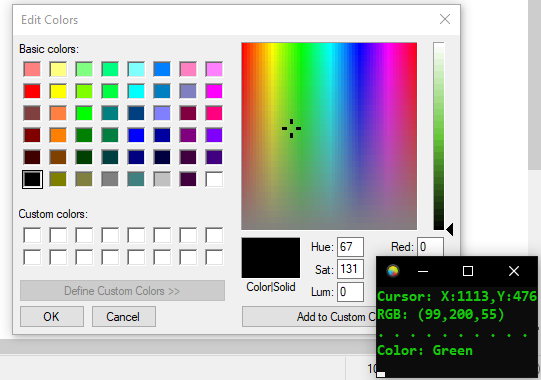 Edit Colors
Basic colors:
Custom colors:
Define Custom Colors >>
OK
Cancel
Color|Solid
Hue: 67
Sat: 131
Lum: 0
Red: 0
Add to Custom C
Cursor: X:1113,Y:476
RGB: (99,200,55)
. . . . . . . . . .
Color: Green
10